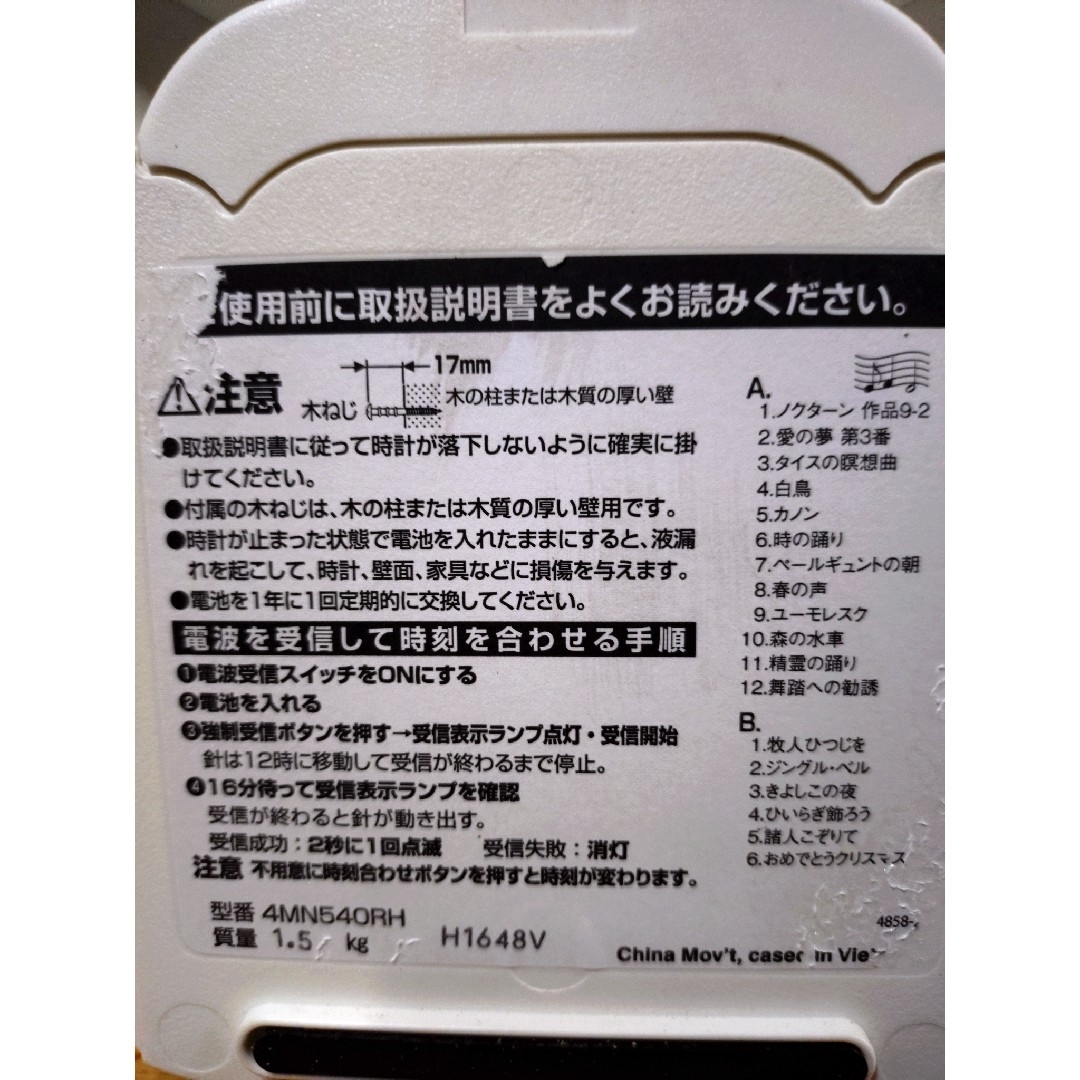 使用前に取扱説明書をよくお読みください。
注意
17mm
木ねじ
木の柱または木質の厚い壁
●取扱説明書に従って時計が落下しないように確実に掛
けてください。
●付属の木ねじは、木の柱または木質の厚い壁用です。
●時計が止まった状態で電池を入れたままにすると、液漏
れを起こして、時計、壁面、家具などに損傷を与えます。
●電池を1年に1回定期的に交換してください。
電波を受信して時刻を合わせる手順
❶電波受信スイッチをONにする
❷電池を入れる
❸強制受信ボタンを押す→受信表示ランプ点灯・受信開始
針は12時に移動して受信が終わるまで停止。
❹16分待って受信表示ランプを確認
受信が終わると針が動き出す。
受信成功：2秒に1回点滅 受信失敗：消灯
注意 不用意に時刻合わせボタンを押すと時刻が変わります。
型番 4MN540RH
質量 1.5 kg H1648V
A.
1.ノクターン 作品9-2
2.愛の夢 第3番
3.タイスの瞑想曲
4.白鳥
5.カノン
6.時の踊り
7.ペールギュントの朝
8.春の声
9.ユーモレスク
10.森の水車
11.精霊の踊り
12.舞踏への勧誘
B.
1.牧人ひつじを
2.ジングル・ベル
3.きよしこの夜
4.ひいらぎ飾ろう
5.諸人こぞりて
6.おめでとうクリスマス
4858-
China Mov't, cased in Vie